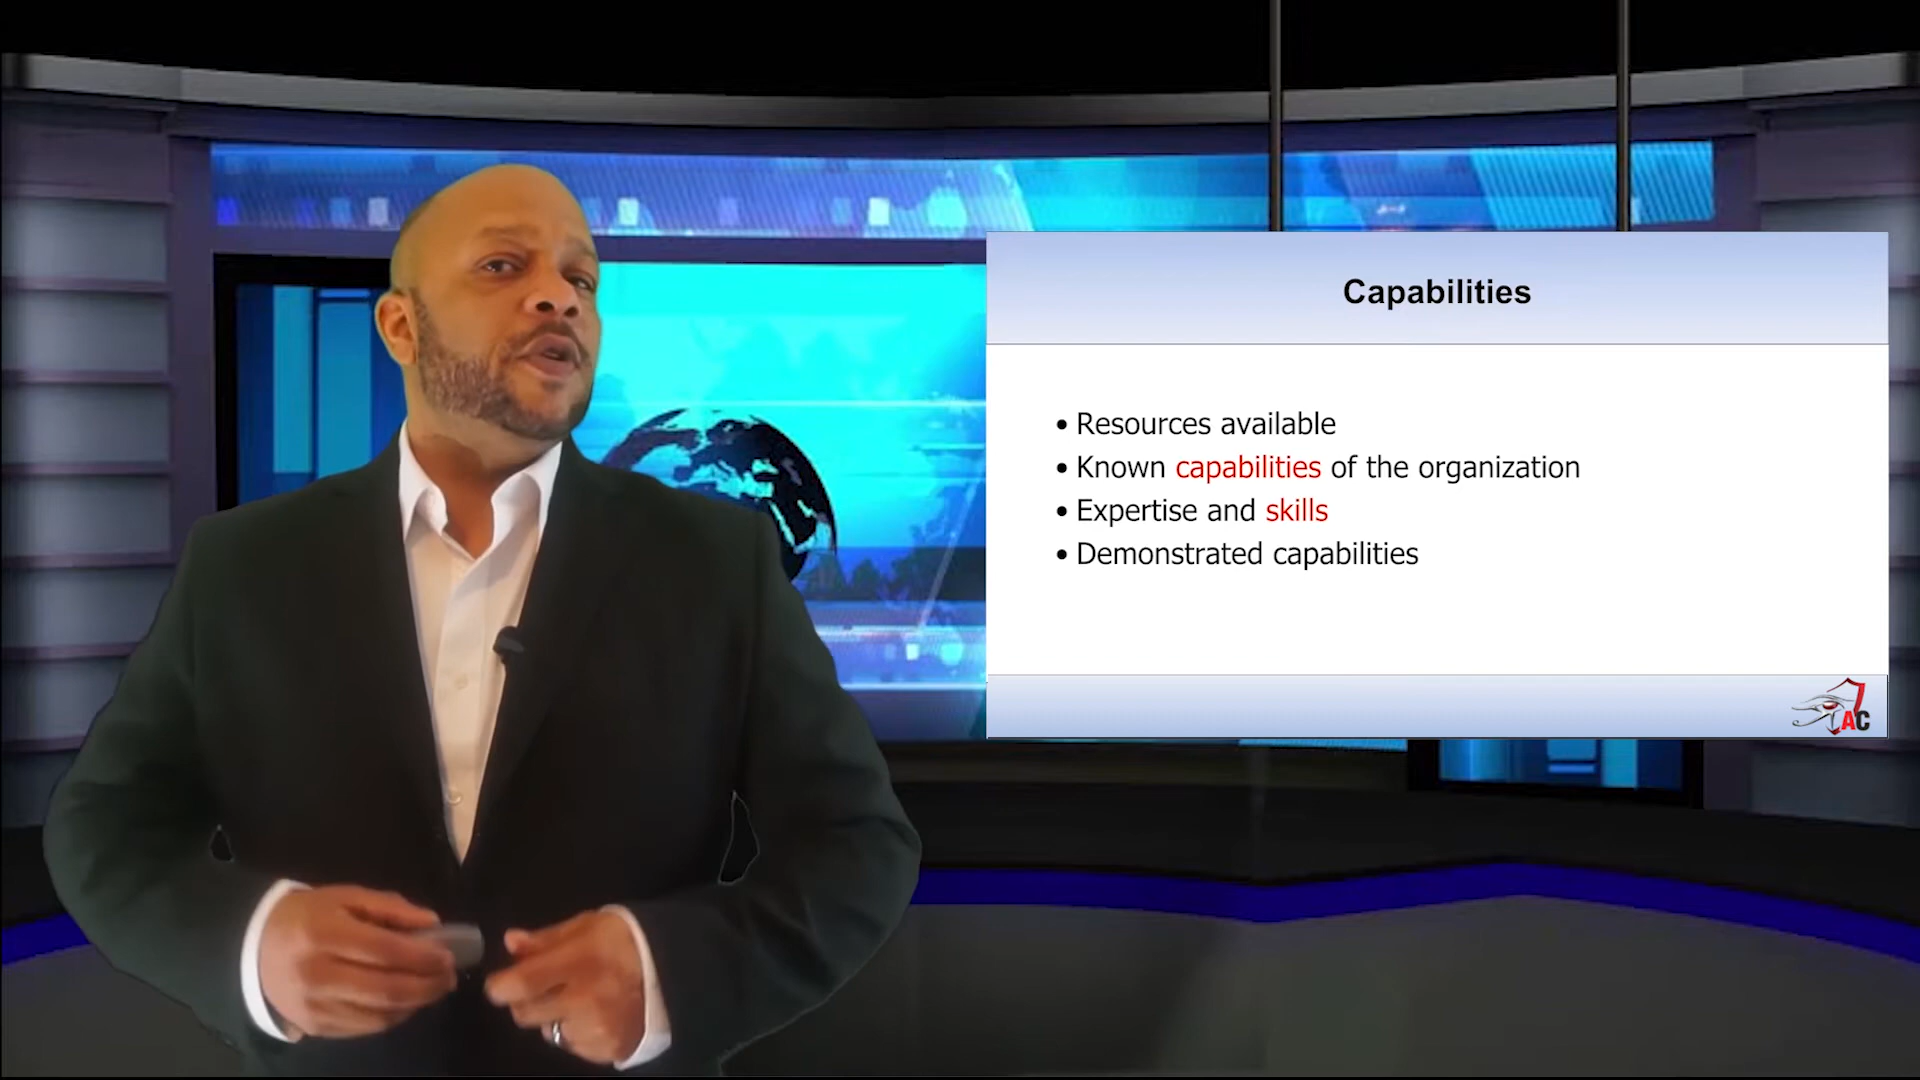 Capabilities
• Resources available
• Known capabilities of the organization
• Expertise and skills
• Demonstrated capabilities
AC